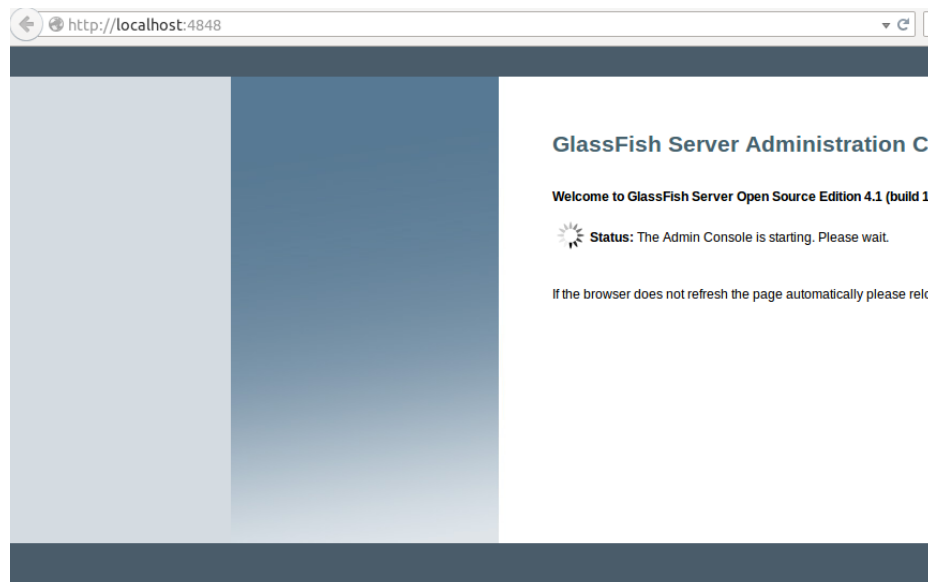 http://localhost:4848
GlassFish Server Administration C
Welcome to GlassFish Server Open Source Edition 4.1 (build 1
Status: The Admin Console is starting. Please wait.
If the browser does not refresh the page automatically please relo